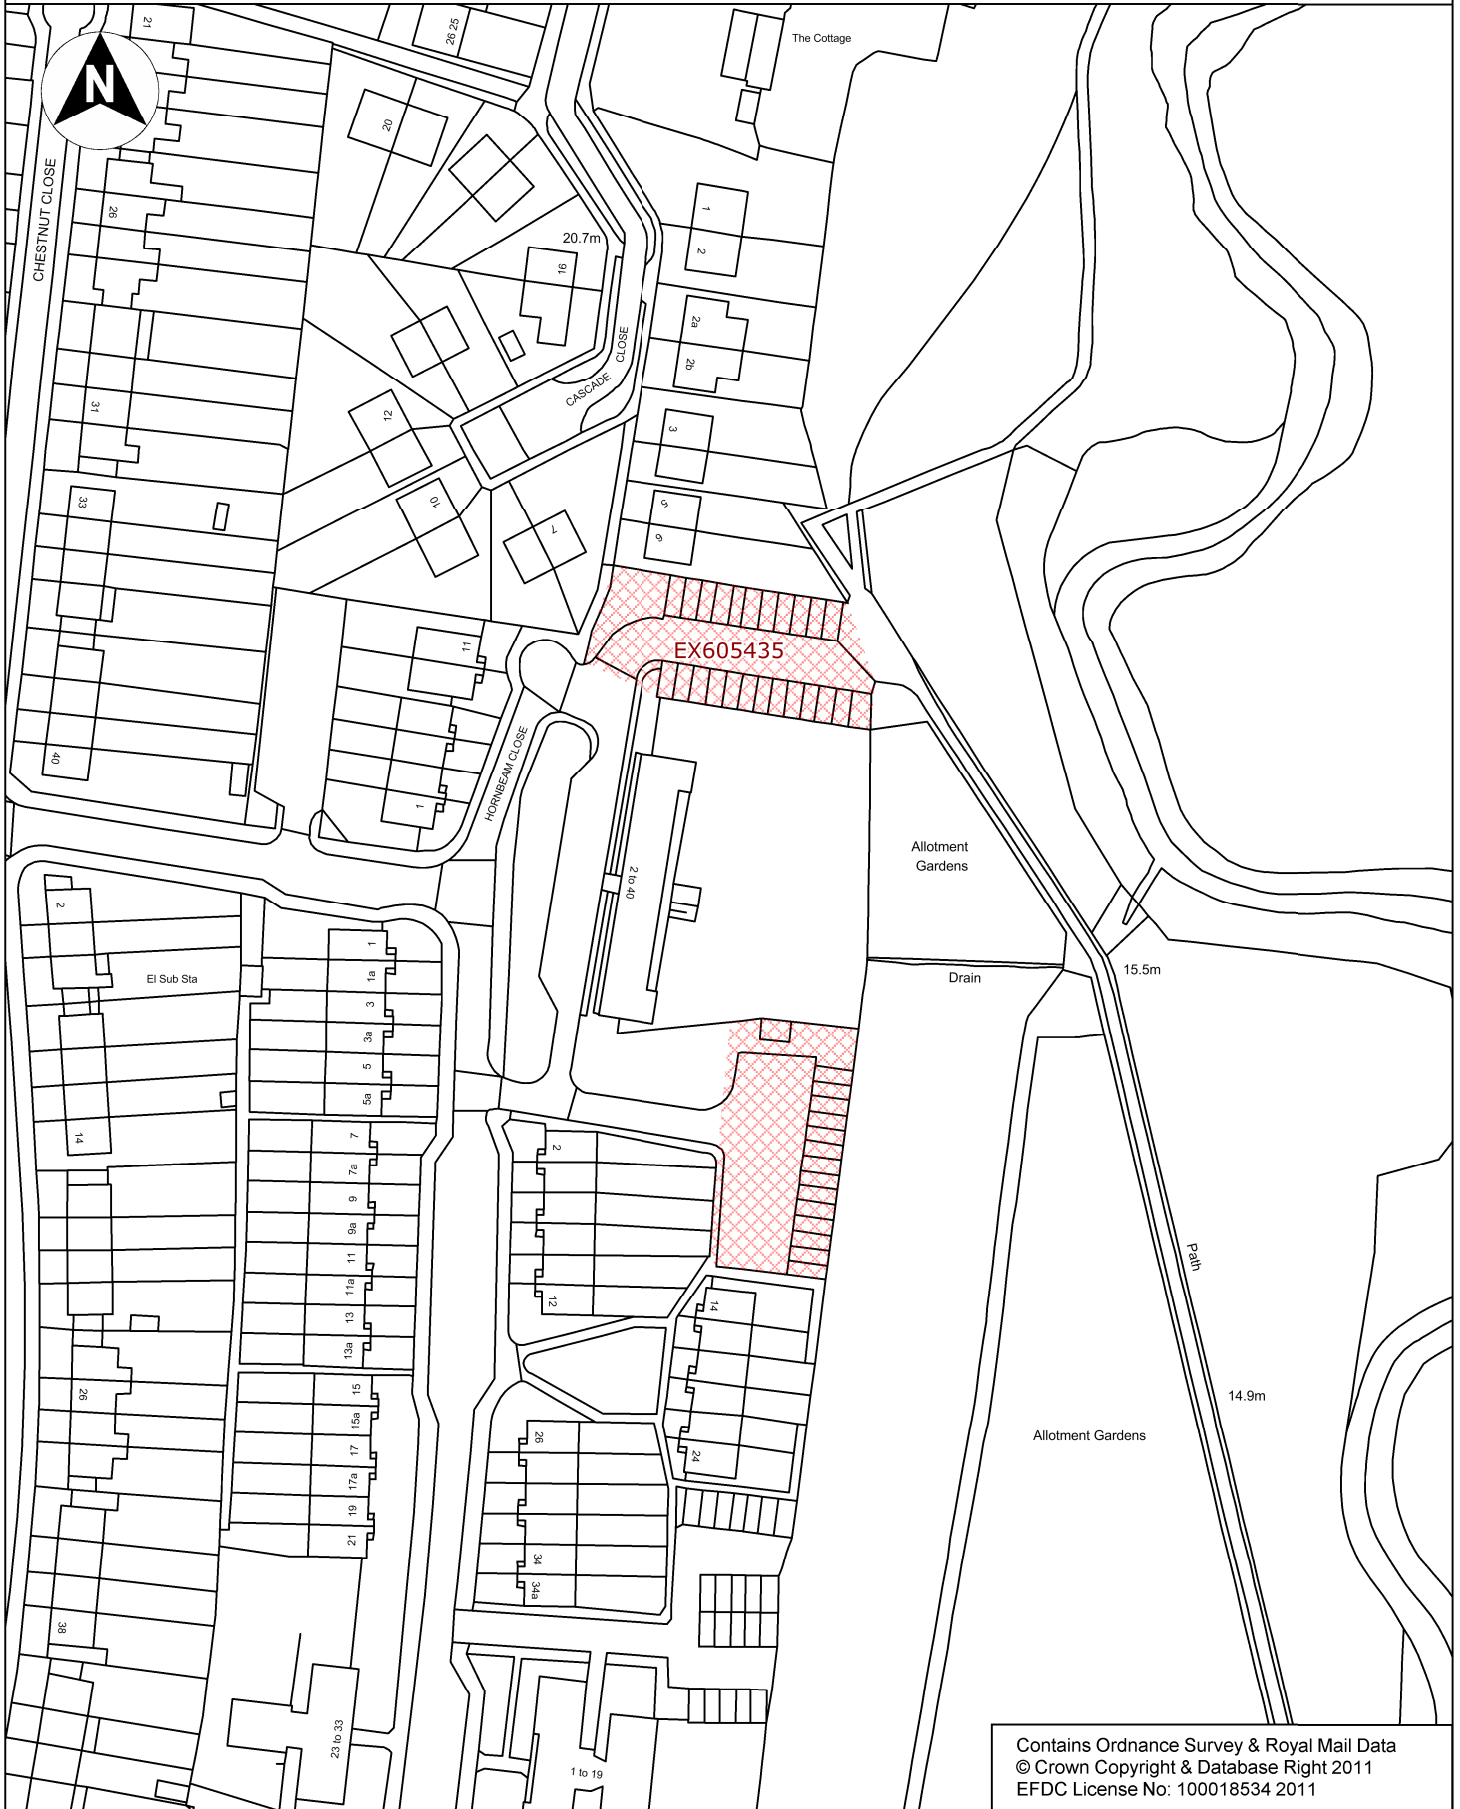 21
26 25
The Cottage
N
20
CHESTNUT CLOSE
26
1
2
20.7m
16
2a
2b
CLOSE
CASCADE
31
12
3
33
10
7
5
6
EX605435
11
40
1
HORNBEAM CLOSE
2 to 40
Allotment
Gardens
2
El Sub Sta
1
1a
3
3a
5
5a
Drain
15.5m
14
7
7a
9
9a
11
11a
13
13a
2
12
14
Path
26
15
15a
17
17a
19
21
26
34
34a
24
14.9m
Allotment Gardens
38
23 to 33
1 to 19
Contains Ordnance Survey & Royal Mail Data
© Crown Copyright & Database Right 2011
EFDC License No: 100018534 2011